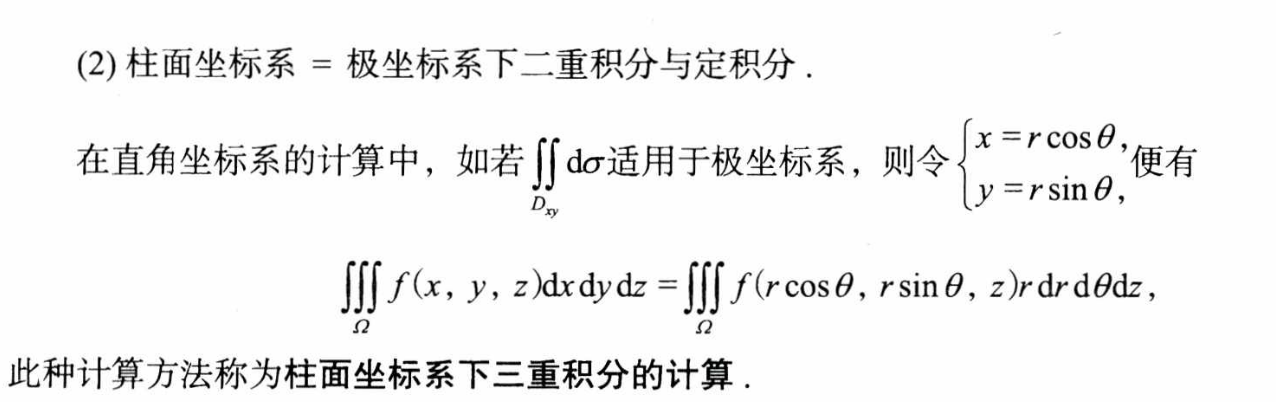 (2) 柱面坐标系 = 极坐标系下二重积分与定积分.
在直角坐标系的计算中，如若 $\iint\limits_{D_{xy}} \mathrm{d}\sigma$ 适用于极坐标系，则令 $\begin{cases} x = r\cos\theta, \\ y = r\sin\theta, \end{cases}$ 便有
$\iiint\limits_{\Omega} f(x, y, z)\mathrm{d}x\mathrm{d}y\mathrm{d}z = \iiint\limits_{\Omega} f(r\cos\theta, r\sin\theta, z)r\mathrm{d}r\mathrm{d}\theta\mathrm{d}z,$
此种计算方法称为柱面坐标系下三重积分的计算.